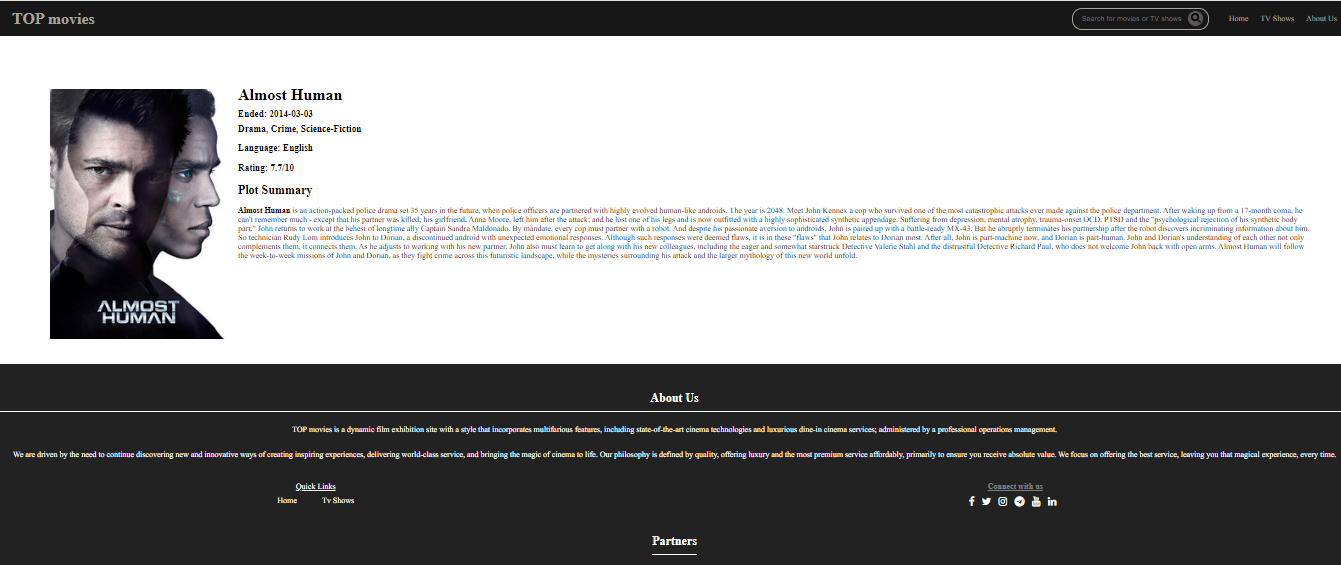 TOP movies
Search for movies or TV shows
Home
TV Shows
About Us
ALMOST
HUMAN
Almost Human
Ended: 2014-03-03
Drama, Crime, Science-Fiction
Language: English
Rating: 7.7/10
Plot Summary
Almost Human is an action-packed police drama set 35 years in the future, when police officers are partnered with highly evolved human-like androids. The year is 2048. Meet John Kennex a cop who survived one of the most catastrophic attacks ever made against the police department. After waking up from a 17-month coma, he
can't remember much - except that his partner was killed; his girlfriend, Anna Moore, left him after the attack; and he lost one of his legs and is now outfitted with a highly sophisticated synthetic appendage. Suffering from depression, mental atrophy, trauma-onset OCD, PTSD and the "psychological rejection of his synthetic body
part," John returns to work at the behest of longtime ally Captain Sandra Maldonado. By mandate, every cop must partner with a robot. And despite his passionate aversion to androids, John is paired up with a battle-ready MX-43. But he abruptly terminates his partnership after the robot discovers incriminating information about him.
So technician Rudy Lom introduces John to Dorian, a discontinued android with unexpected emotional responses. Although such responses were deemed flaws, it is in these "flaws" that John relates to Dorian most. After all, John is part-machine now, and Dorian is part-human. John and Dorian's understanding of each other not only
complements them, it connects them. As he adjusts to working with his new partner, John also must learn to get along with his new colleagues, including the eager and somewhat starstruck Detective Valerie Stahl and the distrustful Detective Richard Paul, who does not welcome John back with open arms. Almost Human will follow
the week-to-week missions of John and Dorian, as they fight crime across this futuristic landscape, while the mysteries surrounding his attack and the larger mythology of this new world unfold.
About Us
TOP movies is a dynamic film exhibition site with a style that incorporates multifarious features, including state-of-the-art cinema technologies and luxurious dine-in cinema services; administered by a professional operations management.
We are driven by the need to continue discovering new and innovative ways of creating inspiring experiences, delivering world-class service, and bringing the magic of cinema to life. Our philosophy is defined by quality, offering luxury and the most premium service affordably, primarily to ensure you receive absolute value. We focus on offering the best service, leaving you that magical experience, every time.
Quick Links
Home
Tv Shows
Connect with us
Partners